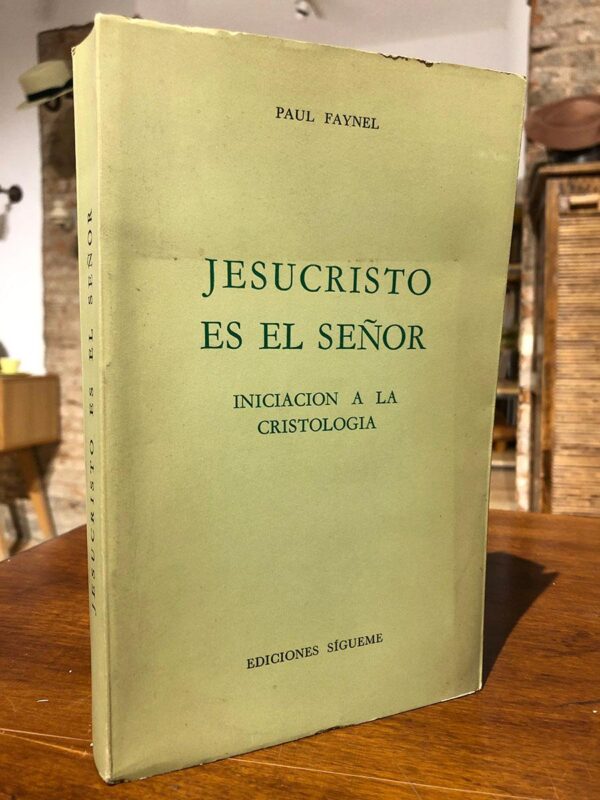 PAUL FAYNEL
JESUCRISTO
ES EL SEÑOR
INICIACION A LA
CRISTOLOGIA
EDICIONES SÍGUEME
JESUCRISTO ES EL SEÑOR